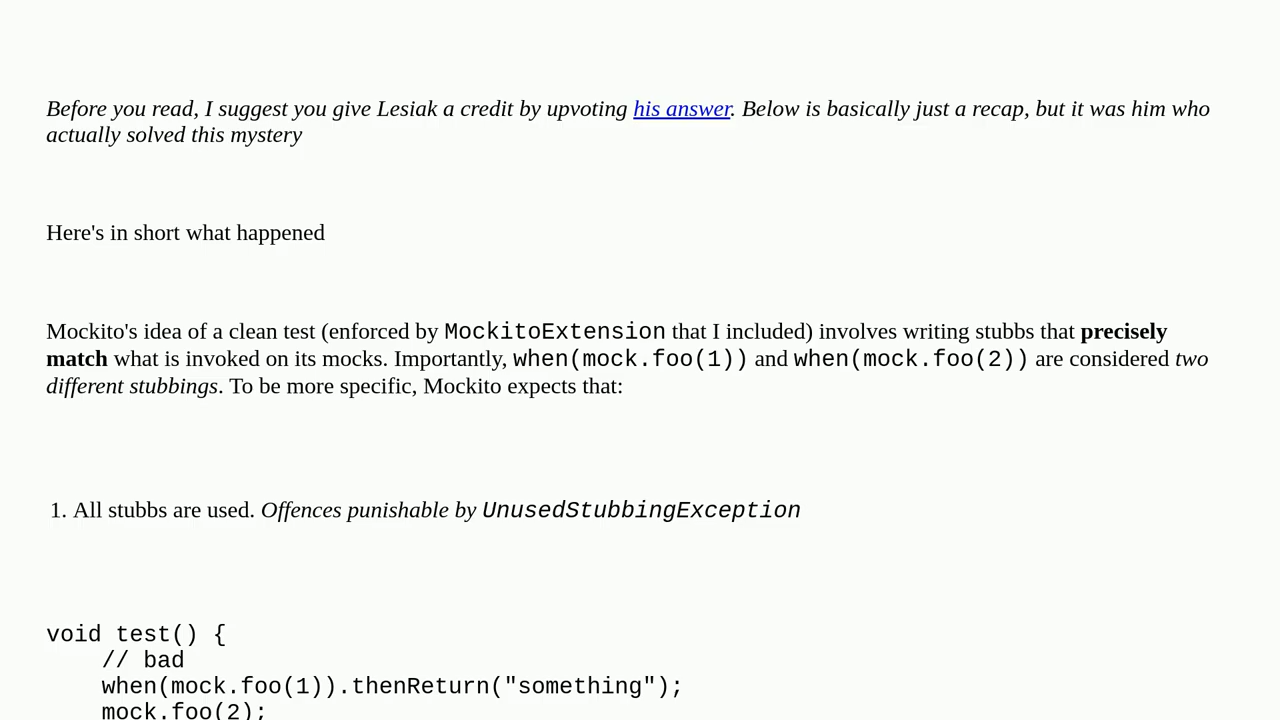 Before you read, I suggest you give Lesiak a credit by upvoting his answer. Below is basically just a recap, but it was him who
actually solved this mystery
Here's in short what happened
Mockito's idea of a clean test (enforced by MockitoExtension that I included) involves writing stubbs that precisely
match what is invoked on its mocks. Importantly, when(mock.foo(1)) and when(mock.foo(2)) are considered two
different stubbings. To be more specific, Mockito expects that:
1. All stubbs are used. Offences punishable by UnusedStubbingException
void test() {
    // bad
    when(mock.foo(1)).thenReturn("something");
    mock.foo(2);